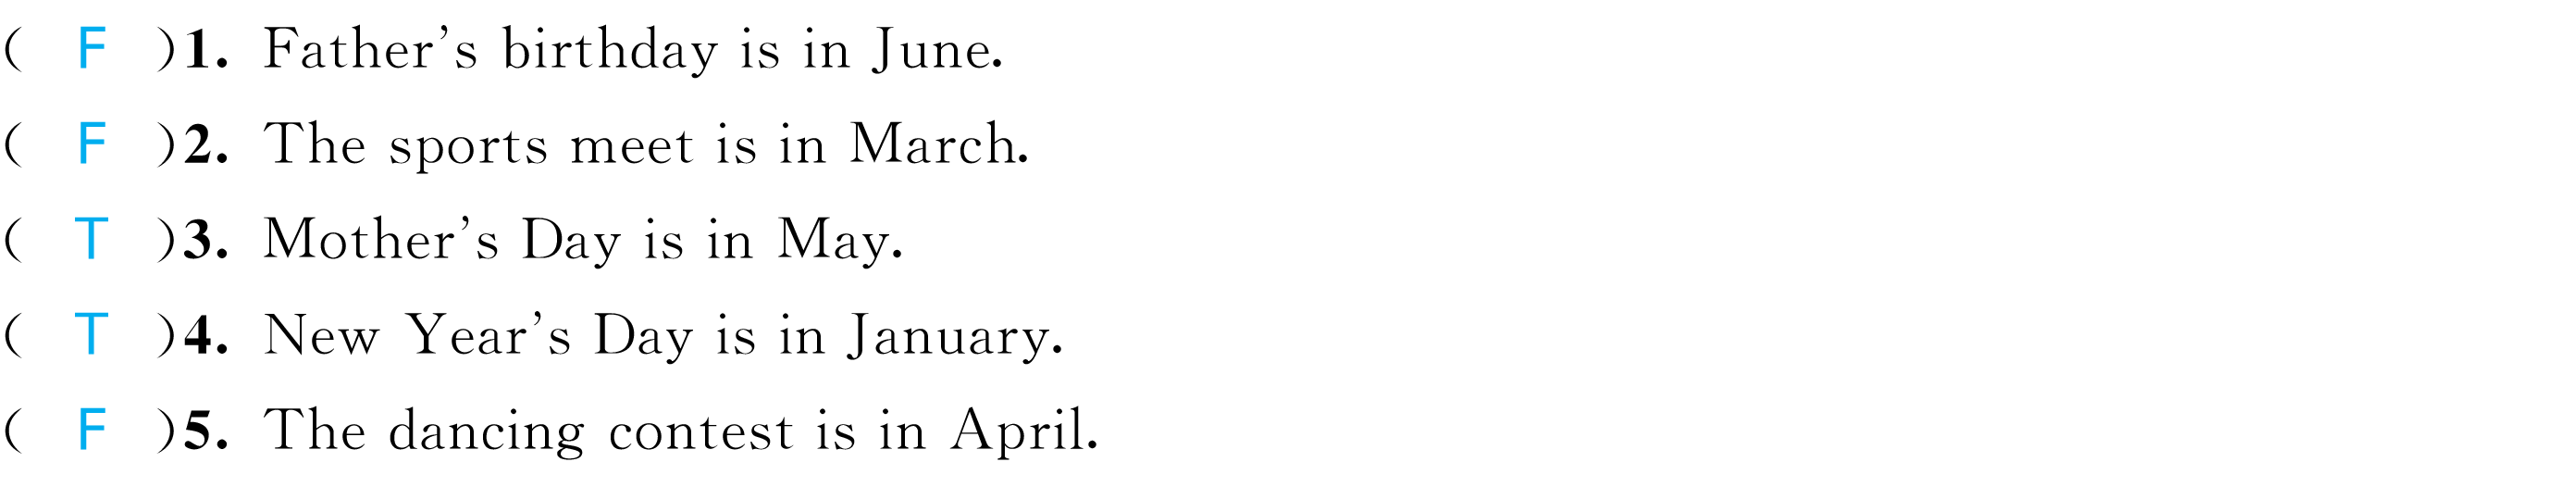 ( F )1. Father’s birthday is in June.
( F )2. The sports meet is in March.
( T )3. Mother’s Day is in May.
( T )4. New Year’s Day is in January.
( F )5. The dancing contest is in April.